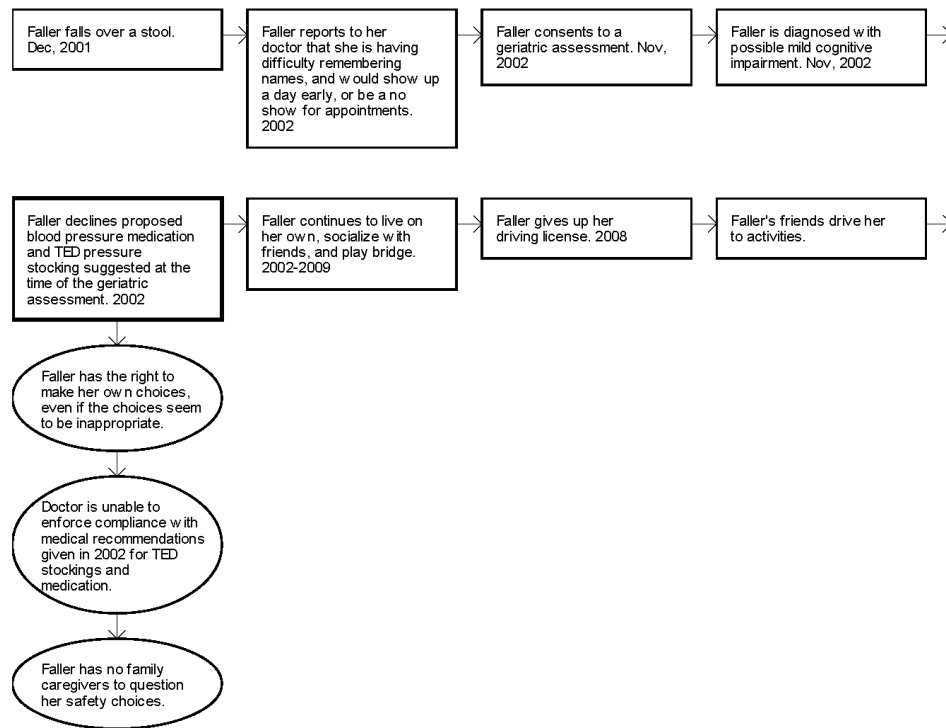 Faller falls over a stool.
Dec, 2001
Faller reports to her
doctor that she is having
difficulty remembering
names, and would show up
a day early, or be a no
show for appointments.
2002
Faller consents to a
geriatric assessment. Nov,
2002
Faller is diagnosed with
possible mild cognitive
impairment. Nov, 2002
Faller declines proposed
blood pressure medication
and TED pressure
stocking suggested at the
time of the geriatric
assessment. 2002
Faller continues to live on
her own, socialize with
friends, and play bridge.
2002-2009
Faller gives up her
driving license. 2008
Faller's friends drive her
to activities.
Faller has the right to
make her own choices,
even if the choices seem
to be inappropriate.
Doctor is unable to
enforce compliance with
medical recommendations
given in 2002 for TED
stockings and
medication.
Faller has no family
caregivers to question
her safety choices.